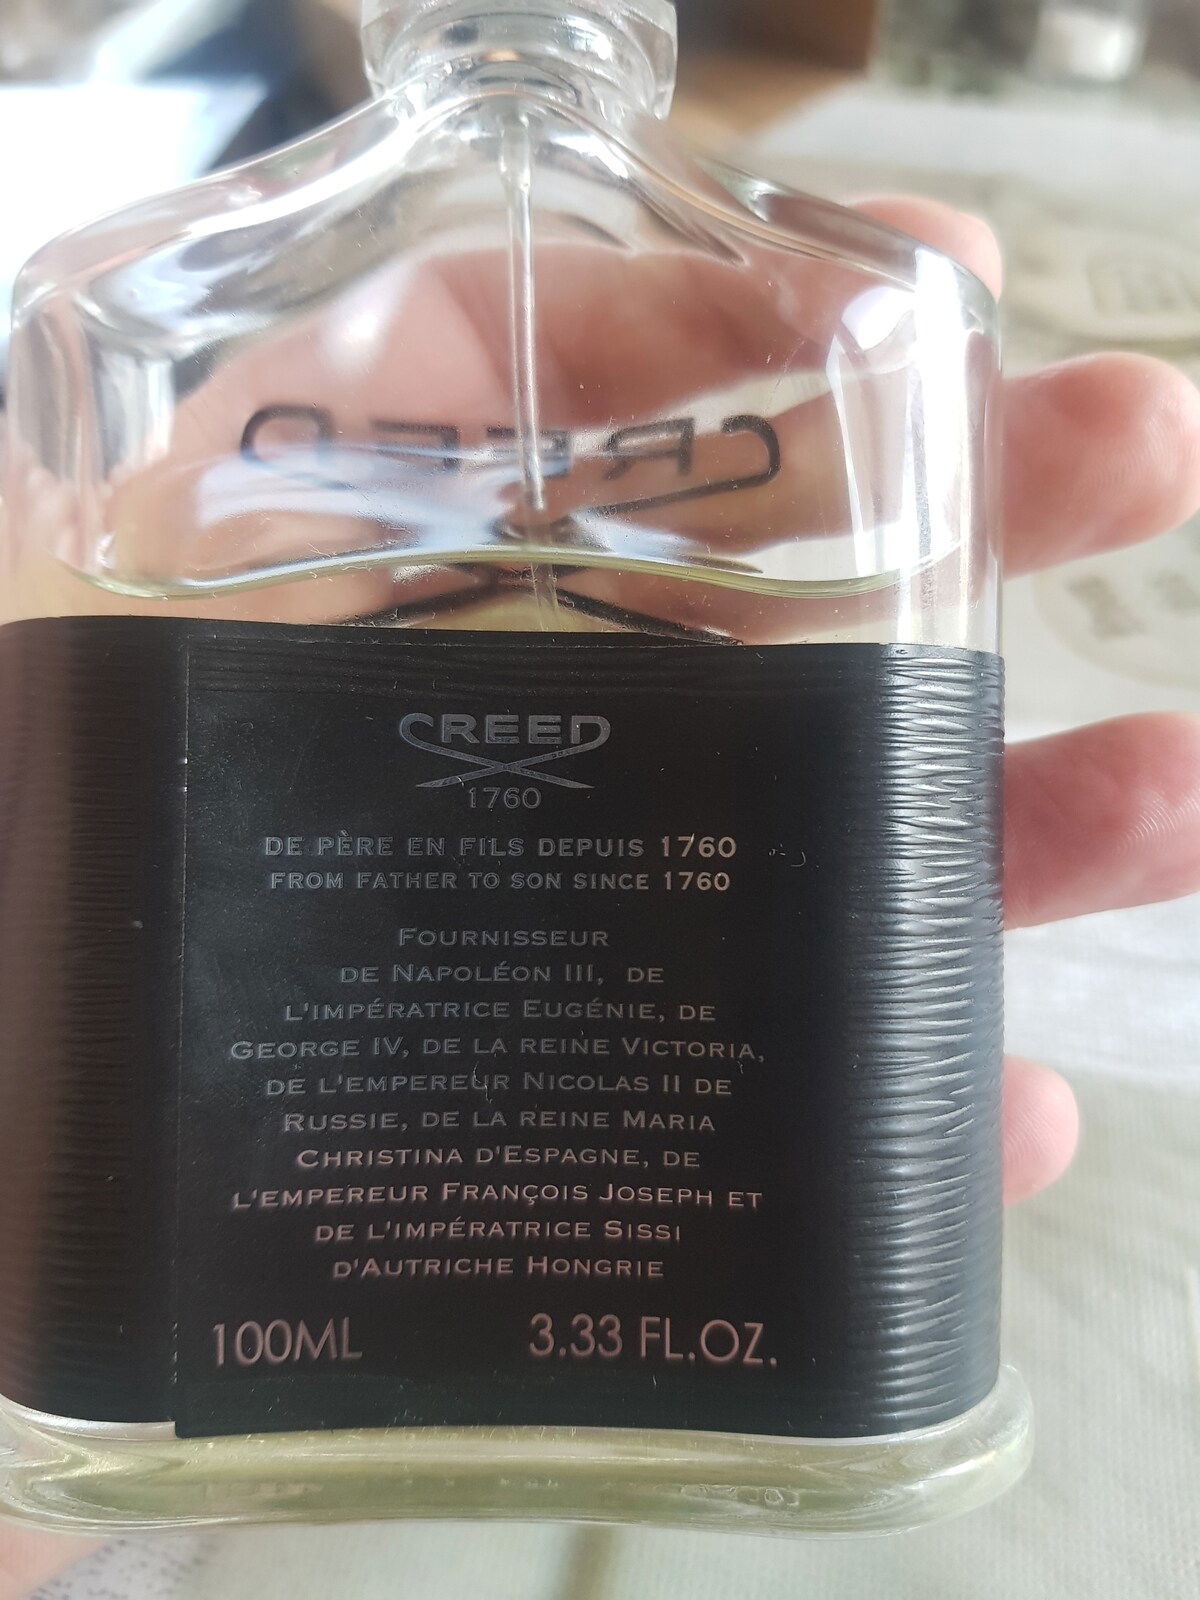 CREED
CREED
1760
DE PÈRE EN FILS DEPUIS 1760
FROM FATHER TO SON SINCE 1760
FOURNISSEUR
DE NAPOLÉON III, DE
L'IMPÉRATRICE EUGÉNIE, DE
GEORGE IV, DE LA REINE VICTORIA,
DE L'EMPEREUR NICOLAS II DE
RUSSIE, DE LA REINE MARIA
CHRISTINA D'ESPAGNE, DE
L'EMPEREUR FRANÇOIS JOSEPH ET
DE L'IMPÉRATRICE SISSI
D'AUTRICHE HONGRIE
100ML 3.33 FL.OZ.